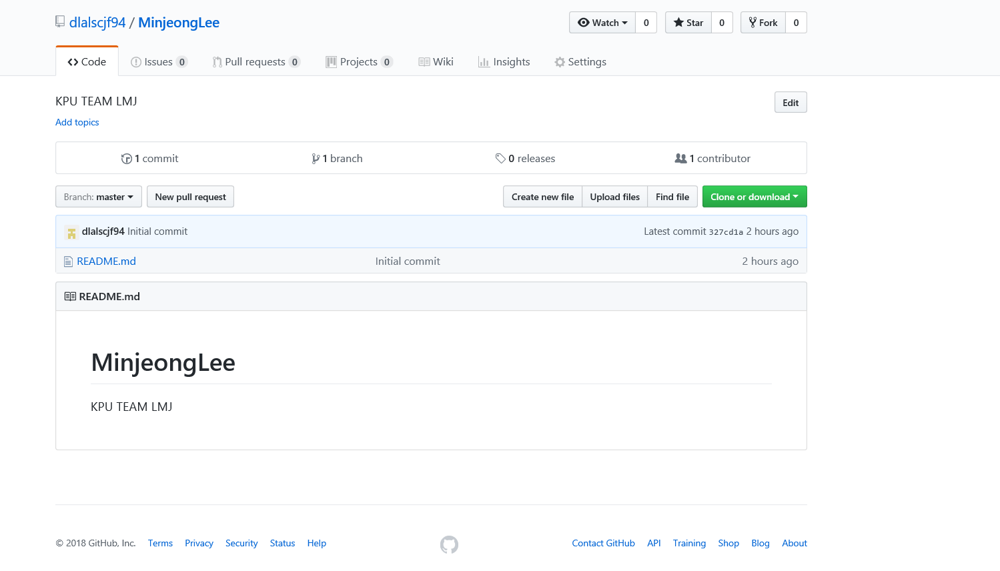 dlalscjf94 / MinjeongLee
Watch 0 Star 0 Fork 0
Code Issues 0 Pull requests 0 Projects 0 Wiki Insights Settings
KPU TEAM LMJ
Edit
Add topics
1 commit 1 branch 0 releases 1 contributor
Branch: master New pull request Create new file Upload files Find file Clone or download
dlalscjf94 Initial commit Latest commit 327cd1a 2 hours ago
README.md Initial commit 2 hours ago
README.md
MinjeongLee
KPU TEAM LMJ
© 2018 GitHub, Inc. Terms Privacy Security Status Help Contact GitHub API Training Shop Blog About